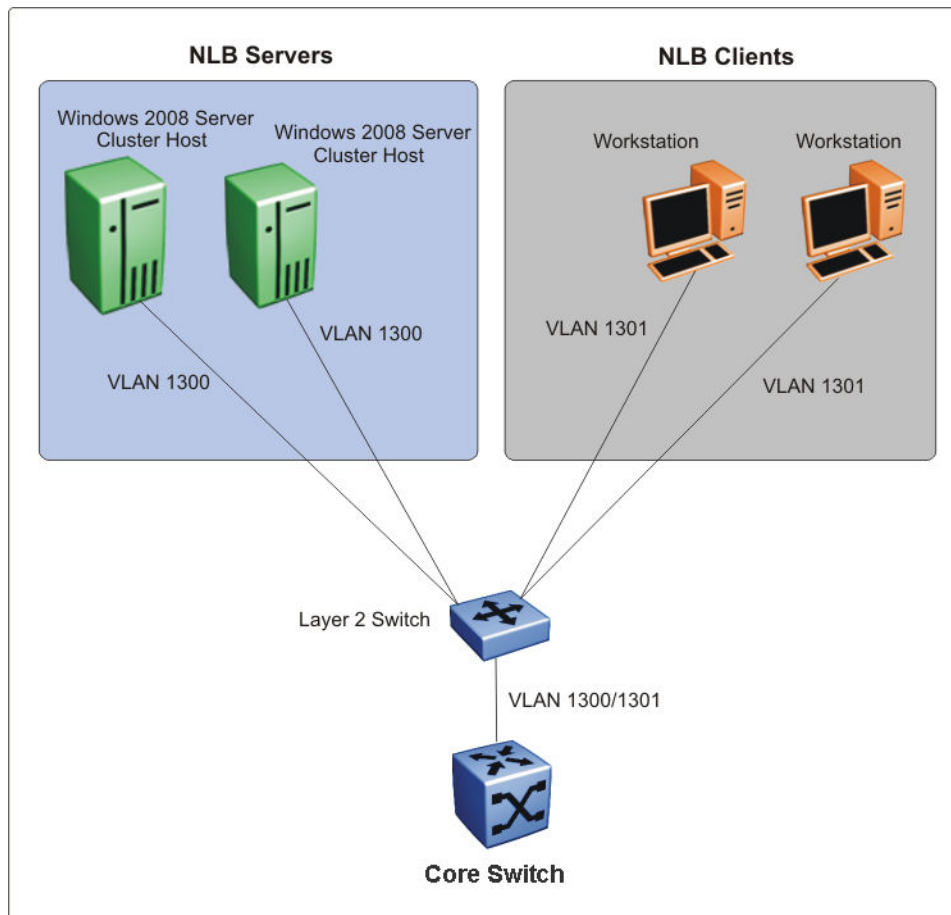 NLB Servers
NLB Clients
Windows 2008 Server
Cluster Host
Windows 2008 Server
Cluster Host
Workstation
Workstation
VLAN 1300
VLAN 1300
VLAN 1301
VLAN 1301
Layer 2 Switch
VLAN 1300/1301
Core Switch